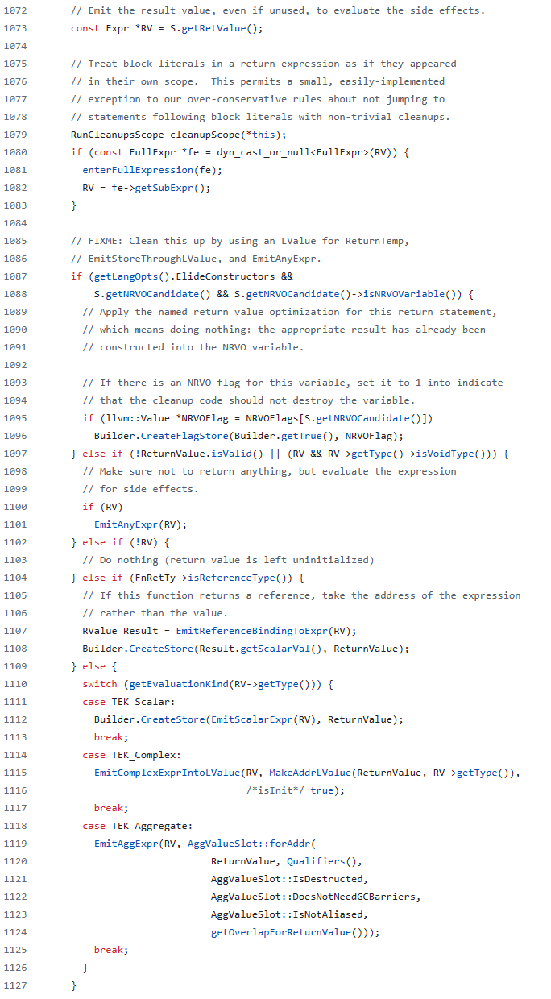 1072 // Emit the result value, even if unused, to evaluate the side effects.
1073 const Expr *RV = S.getRetValue();
1074
1075 // Treat block literals in a return expression as if they appeared
1076 // in their own scope.  This permits a small, easily-implemented
1077 // exception to our over-conservative rules about not jumping to
1078 // statements following block literals with non-trivial cleanups.
1079 RunCleanupsScope cleanupScope(*this);
1080 if (const FullExpr *fe = dyn_cast_or_null<FullExpr>(RV)) {
1081   enterFullExpression(fe);
1082   RV = fe->getSubExpr();
1083 }
1084
1085 // FIXME: Clean this up by using an LValue for ReturnTemp,
1086 // EmitStoreThroughLValue, and EmitAnyExpr.
1087 if (getLangOpts().ElideConstructors &&
1088     S.getNRVOCandidate() && S.getNRVOCandidate()->isNRVOVariable()) {
1089   // Apply the named return value optimization for this return statement,
1090   // which means doing nothing: the appropriate result has already been
1091   // constructed into the NRVO variable.
1092
1093   // If there is an NRVO flag for this variable, set it to 1 into indicate
1094   // that the cleanup code should not destroy the variable.
1095   if (llvm::Value *NRVOFlag = NRVOFlags[S.getNRVOCandidate()])
1096     Builder.CreateFlagStore(Builder.getTrue(), NRVOFlag);
1097 } else if (!ReturnValue.isValid() || (RV && RV->getType()->isVoidType())) {
1098   // Make sure not to return anything, but evaluate the expression
1099   // for side effects.
1100   if (RV)
1101     EmitAnyExpr(RV);
1102 } else if (!RV) {
1103   // Do nothing (return value is left uninitialized)
1104 } else if (FnRetTy->isReferenceType()) {
1105   // If this function returns a reference, take the address of the expression
1106   // rather than the value.
1107   RValue Result = EmitReferenceBindingToExpr(RV);
1108   Builder.CreateStore(Result.getScalarVal(), ReturnValue);
1109 } else {
1110   switch (getEvaluationKind(RV->getType())) {
1111   case TEK_Scalar:
1112     Builder.CreateStore(EmitScalarExpr(RV), ReturnValue);
1113     break;
1114   case TEK_Complex:
1115     EmitComplexExprIntoLValue(RV, MakeAddrLValue(ReturnValue, RV->getType()),
1116                               /*isInit*/ true);
1117     break;
1118   case TEK_Aggregate:
1119     EmitAggExpr(RV, AggValueSlot::forAddr(
1120                         ReturnValue, Qualifiers(),
1121                         AggValueSlot::IsDestructed,
1122                         AggValueSlot::DoesNotNeedGCBarriers,
1123                         AggValueSlot::IsNotAliased,
1124                         getOverlapForReturnValue()));
1125     break;
1126   }
1127 }